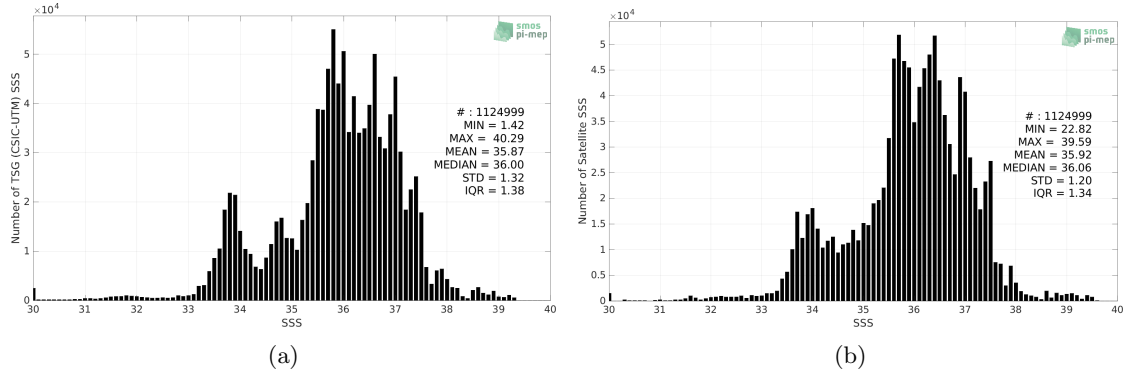 ×10⁴
smos
pi-mep
Number of TSG (CSIC-UTM) SSS
5
4
3
2
1
0
# : 1124999
MIN = 1.42
MAX = 40.29
MEAN = 35.87
MEDIAN = 36.00
STD = 1.32
IQR = 1.38
30 31 32 33 34 35 36 37 38 39 40
SSS
(a)
×10⁴
smos
pi-mep
Number of Satellite SSS
5
4.5
4
3.5
3
2.5
2
1.5
1
0.5
0
# : 1124999
MIN = 22.82
MAX = 39.59
MEAN = 35.92
MEDIAN = 36.06
STD = 1.20
IQR = 1.34
30 31 32 33 34 35 36 37 38 39 40
SSS
(b)